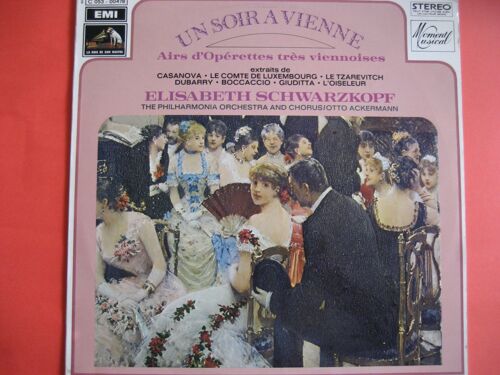 C 053 - 00478
EMI
LA VOIX DE SON MAITRE
UN SOIR A VIENNE
Airs d'Opérettes très viennoises
extraits de
CASANOVA • LE COMTE DE LUXEMBOURG • LE TZAREVITCH
DUBARRY • BOCCACCIO • GIUDITTA • L'OISELEUR
ELISABETH SCHWARZKOPF
THE PHILHARMONIA ORCHESTRA AND CHORUS/OTTO ACKERMANN
STEREO
Moment
Musical